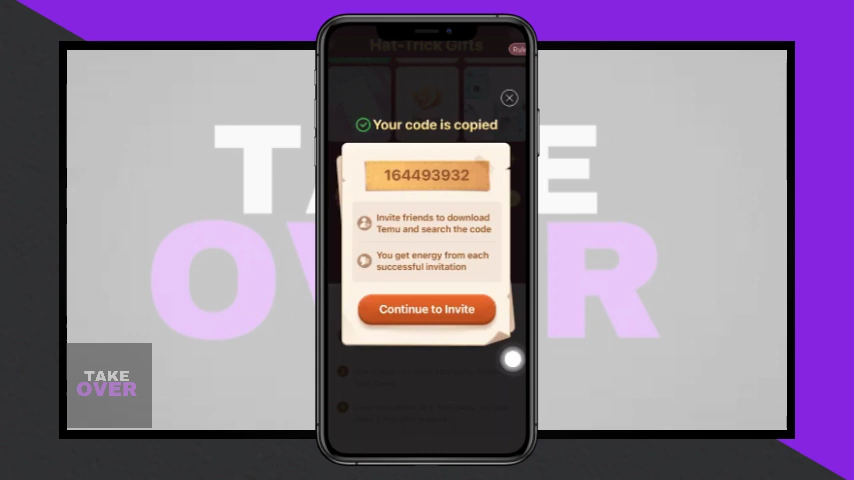 TAKE
OVER
Hat-Trick Gifts
Rule
Your code is copied
164493932
Invite friends to download
Temu and search the code
You get energy from each
successful invitation
Continue to Invite
TAKE
OVER